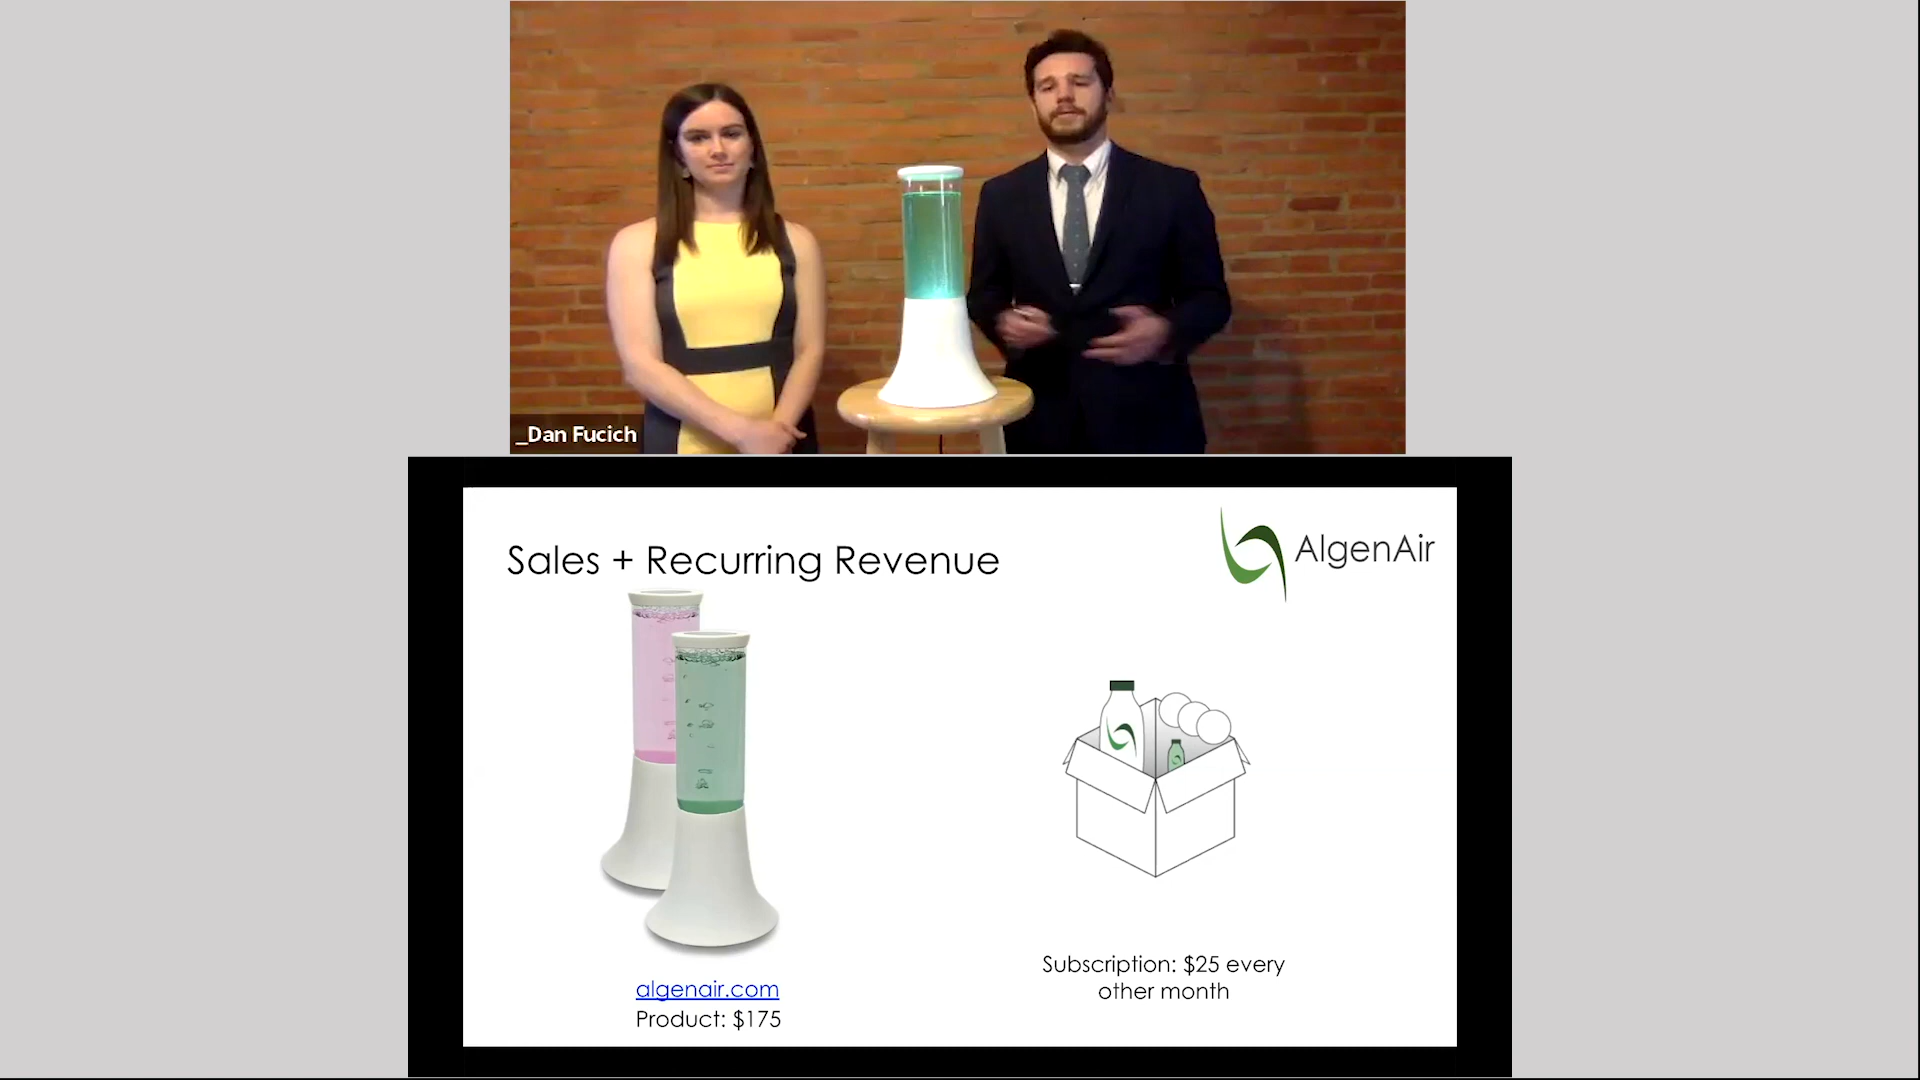 _Dan Fucich
Sales + Recurring Revenue
AlgenAir
algenair.com
Product: $175
Subscription: $25 every
other month